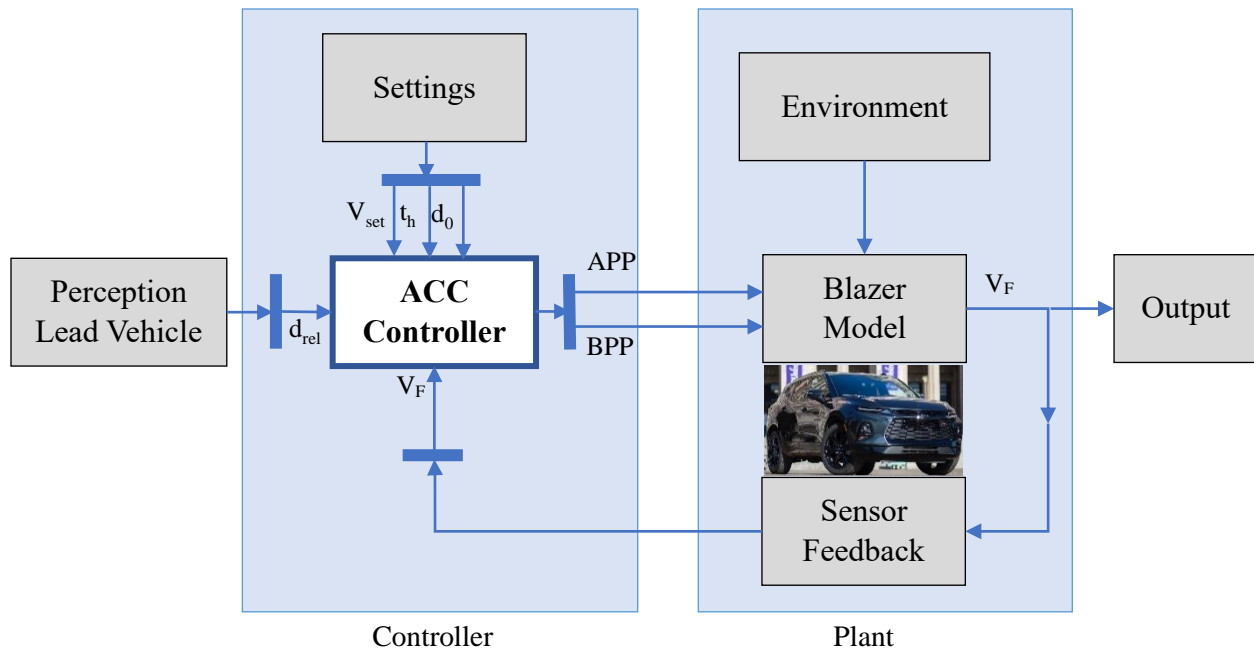 Settings
Environment
V_set t_h d_0
Perception
Lead Vehicle
d_rel
ACC
Controller
APP
BPP
Blazer
Model
V_F
Output
V_F
Sensor
Feedback
Controller
Plant